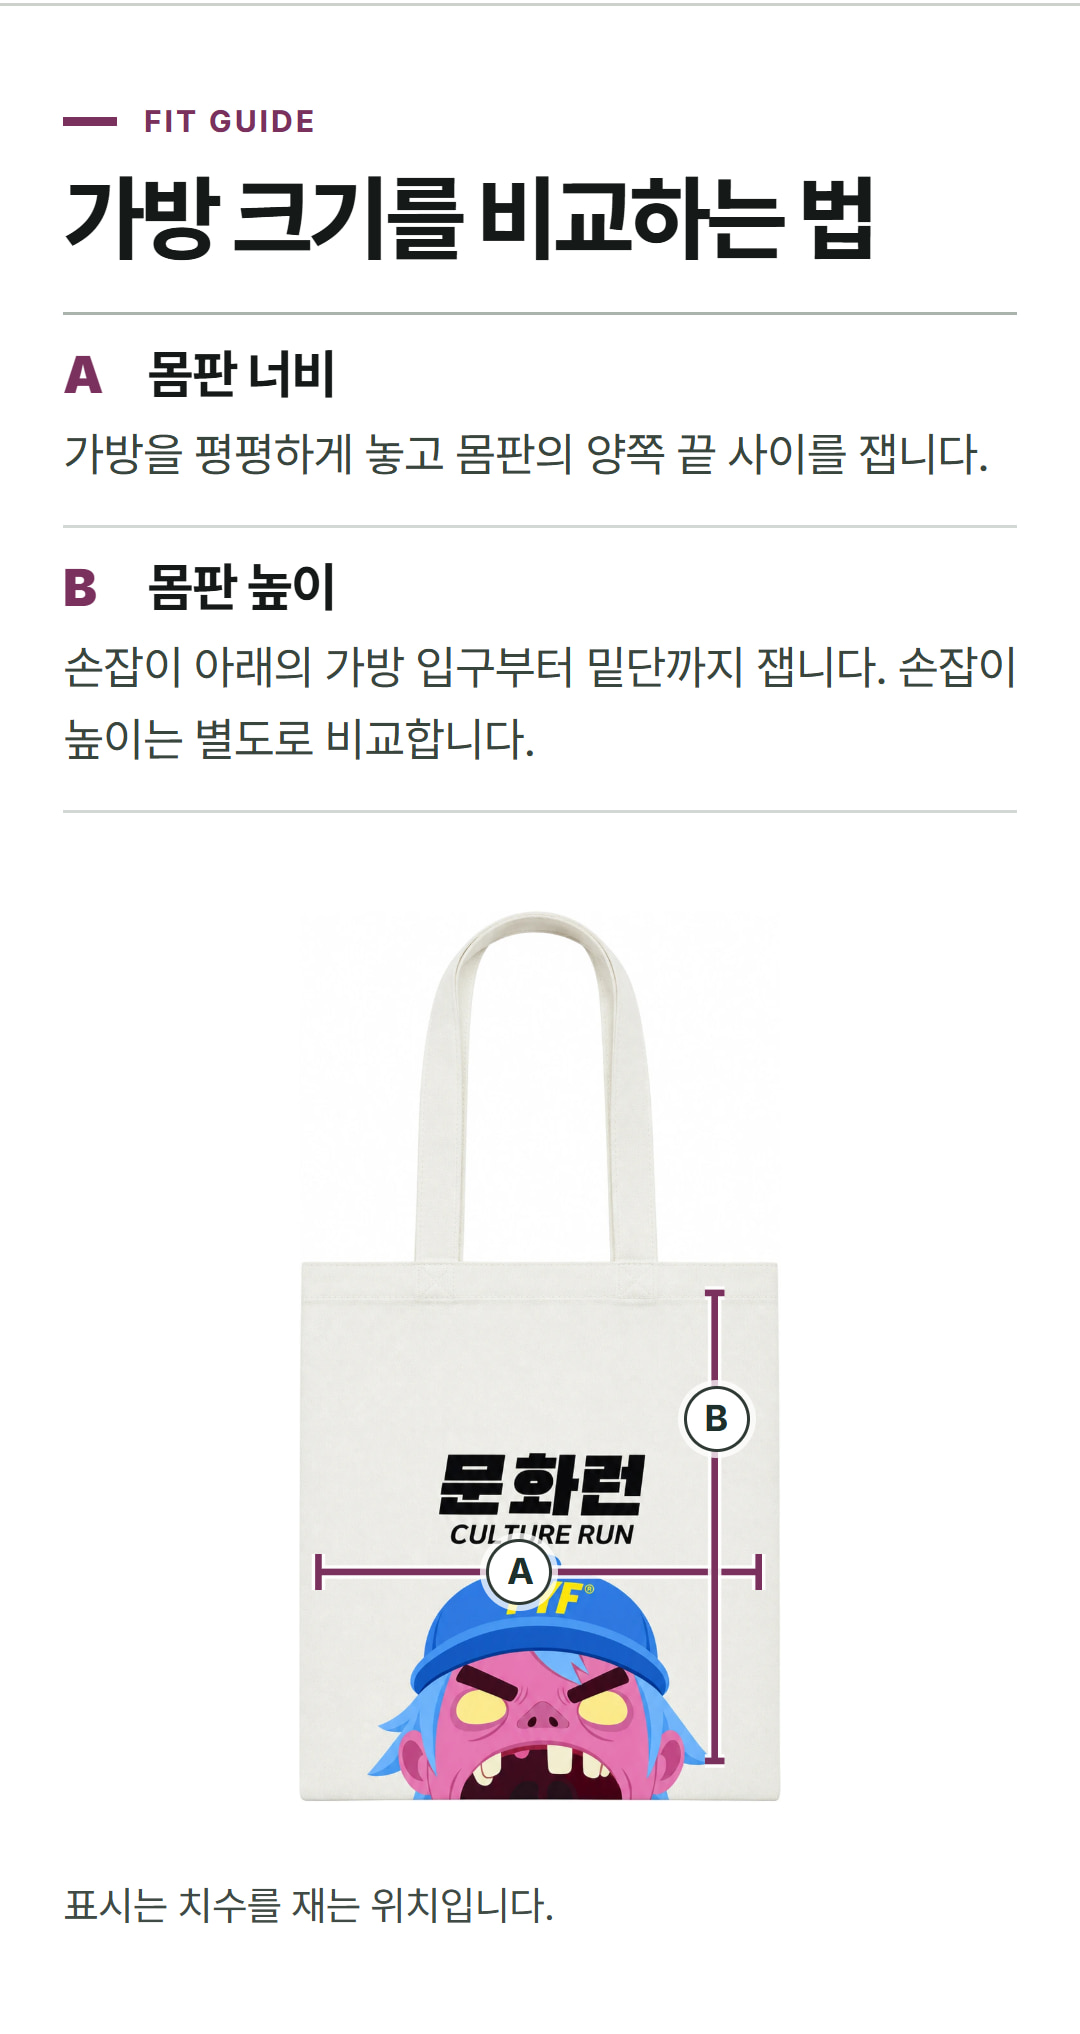 FIT GUIDE
가방 크기를 비교하는 법
A 몸판 너비
가방을 평평하게 놓고 몸판의 양쪽 끝 사이를 잽니다.
B 몸판 높이
손잡이 아래의 가방 입구부터 밑단까지 잽니다. 손잡이
높이는 별도로 비교합니다.
B
문화런
CULTURE RUN
A
표시는 치수를 재는 위치입니다.